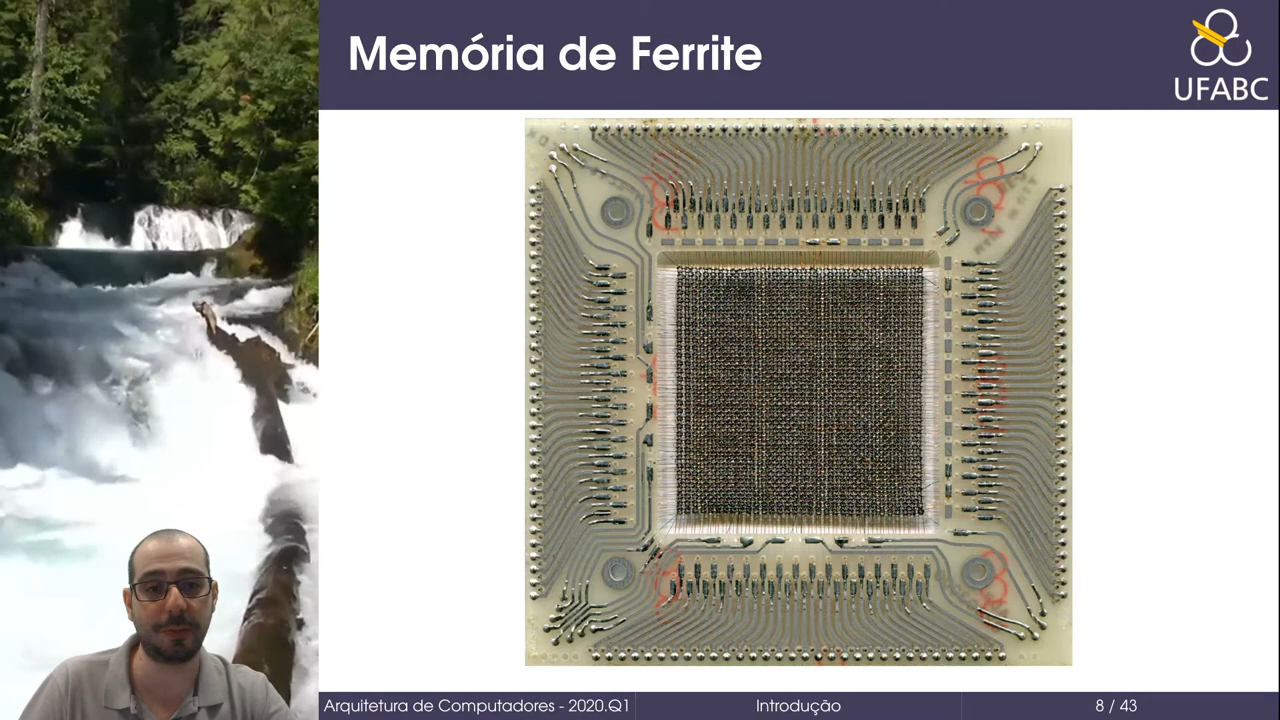 Memória de Ferrite
UFABC
Arquitetura de Computadores - 2020.Q1
Introdução
8 / 43